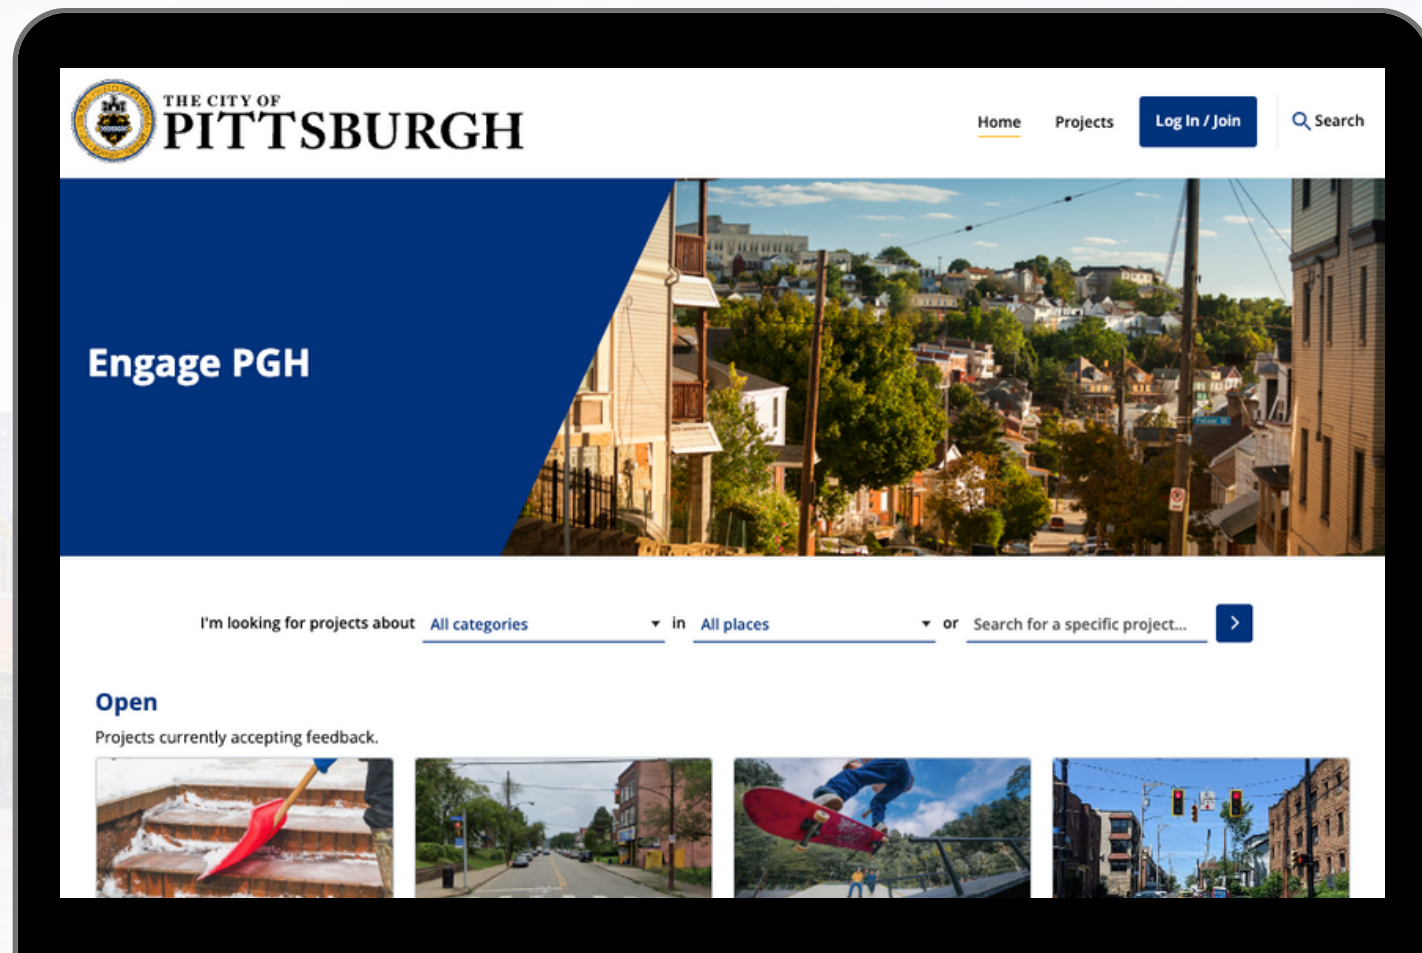 THE CITY OF
PITTSBURGH
Home Projects Log In / Join Search
Engage PGH
I'm looking for projects about All categories in All places or Search for a specific project...
Open
Projects currently accepting feedback.